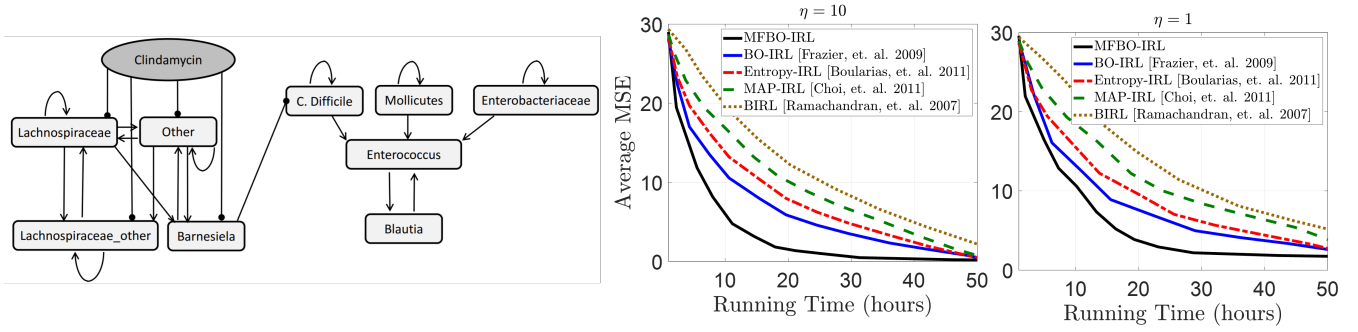 Clindamycin
C. Difficile
Mollicutes
Enterobacteriaceae
Lachnospiraceae
Other
Enterococcus
Lachnospiraceae_other
Barnesiela
Blautia
η = 10
Average MSE
30
20
10
0
MFBO-IRL
BO-IRL [Frazier, et. al. 2009]
Entropy-IRL [Boularias, et. al. 2011]
MAP-IRL [Choi, et. al. 2011]
BIRL [Ramachandran, et. al. 2007]
10 20 30 40 50
Running Time (hours)
η = 1
30
20
10
0
MFBO-IRL
BO-IRL [Frazier, et. al. 2009]
Entropy-IRL [Boularias, et. al. 2011]
MAP-IRL [Choi, et. al. 2011]
BIRL [Ramachandran, et. al. 2007]
10 20 30 40 50
Running Time (hours)